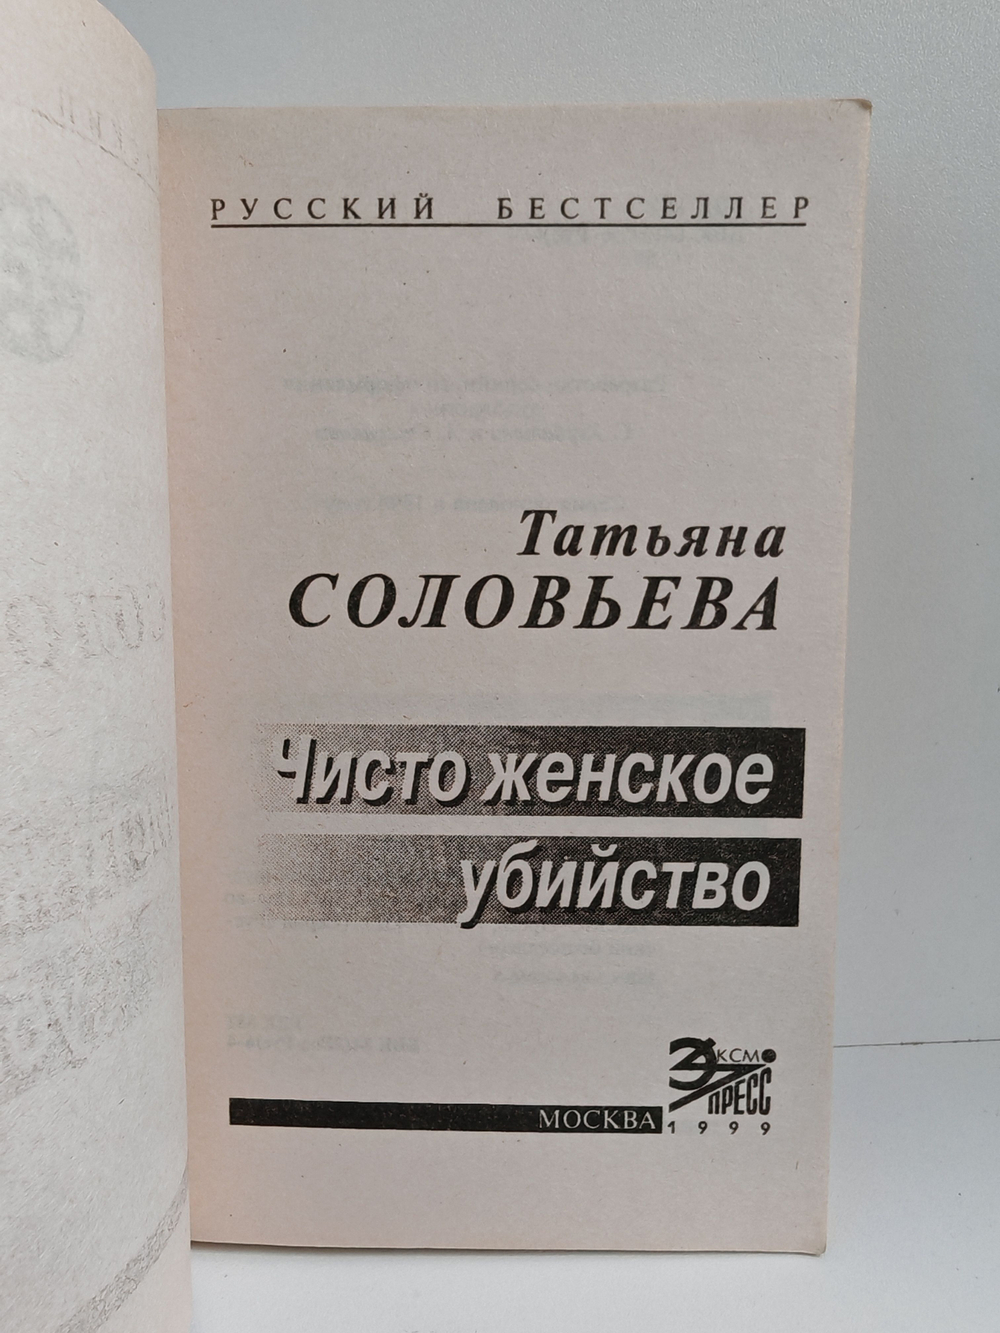 РУССКИЙ БЕСТСЕЛЛЕР
Татьяна
СОЛОВЬЕВА
Чисто женское
убийство
МОСКВА
ЭКСМО
ПРЕСС
1999